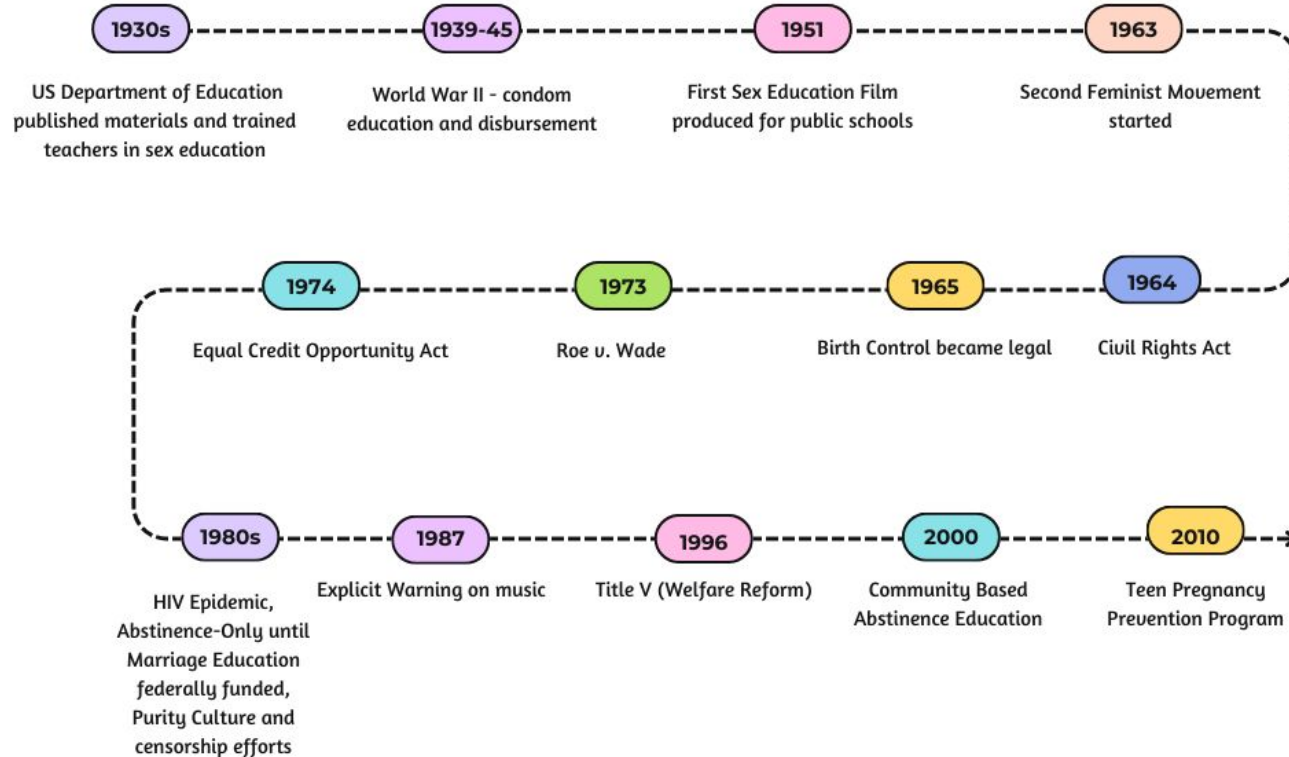 1930s
US Department of Education
published materials and trained
teachers in sex education
1939-45
World War II - condom
education and disbursement
1951
First Sex Education Film
produced for public schools
1963
Second Feminist Movement
started
1964
Civil Rights Act
1965
Birth Control became legal
1973
Roe v. Wade
1974
Equal Credit Opportunity Act
1980s
HIV Epidemic,
Abstinence-Only until
Marriage Education
federally funded,
Purity Culture and
censorship efforts
1987
Explicit Warning on music
1996
Title V (Welfare Reform)
2000
Community Based
Abstinence Education
2010
Teen Pregnancy
Prevention Program